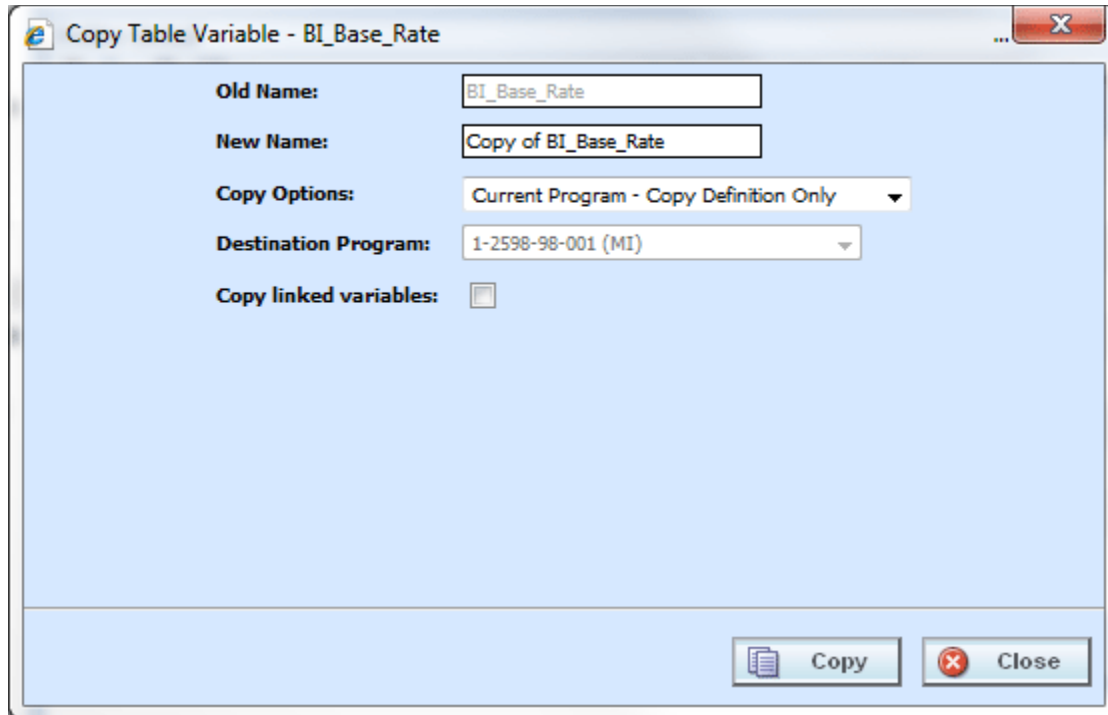 Copy Table Variable - BI_Base_Rate ...
Old Name: BI_Base_Rate
New Name: Copy of BI_Base_Rate
Copy Options: Current Program - Copy Definition Only
Destination Program: 1-2598-98-001 (MI)
Copy linked variables:
Copy Close